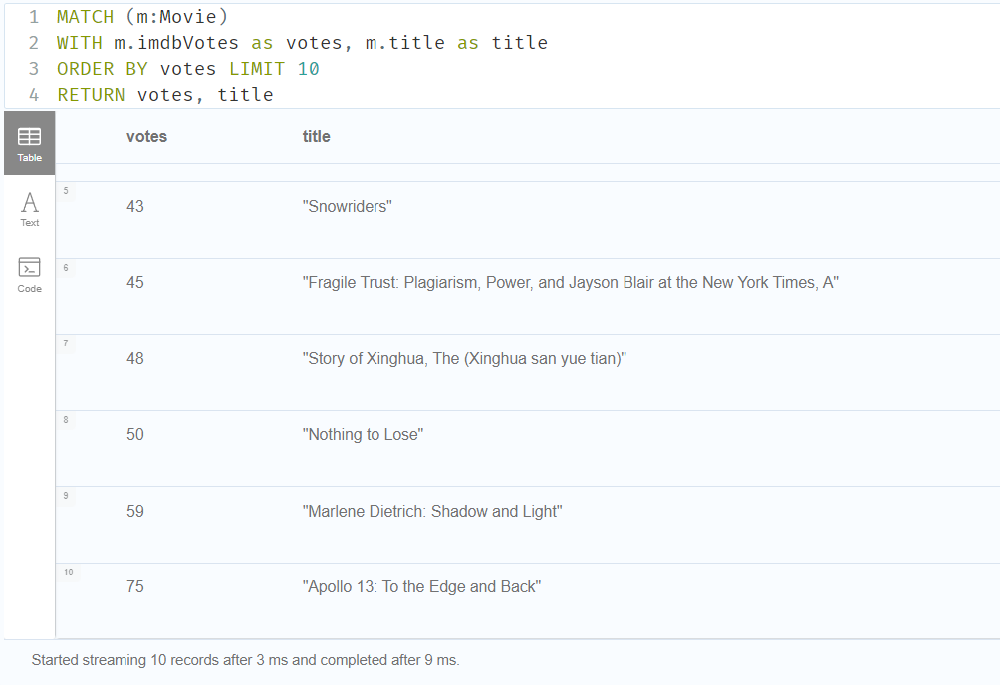 1 MATCH (m:Movie)
2 WITH m.imdbVotes as votes, m.title as title
3 ORDER BY votes LIMIT 10
4 RETURN votes, title
Table
Text
Code
votes title
5 43 "Snowriders"
6 45 "Fragile Trust: Plagiarism, Power, and Jayson Blair at the New York Times, A"
7 48 "Story of Xinghua, The (Xinghua san yue tian)"
8 50 "Nothing to Lose"
9 59 "Marlene Dietrich: Shadow and Light"
10 75 "Apollo 13: To the Edge and Back"
Started streaming 10 records after 3 ms and completed after 9 ms.